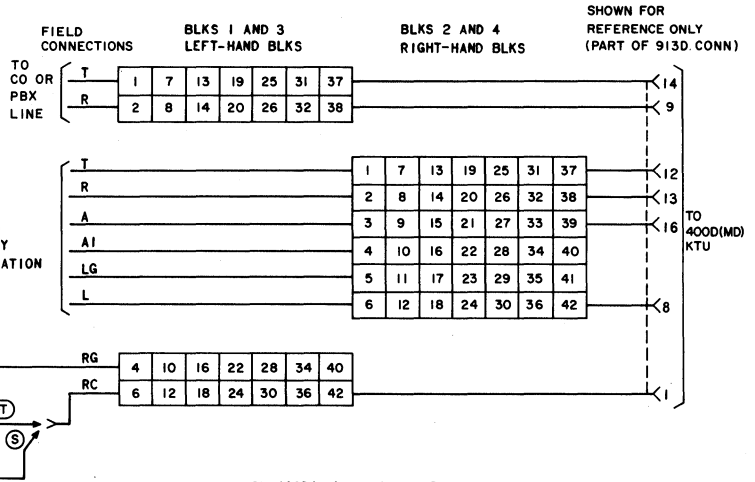 SHOWN FOR
REFERENCE ONLY
(PART OF 913D. CONN)
FIELD
CONNECTIONS
BLKS 1 AND 3
LEFT-HAND BLKS
BLKS 2 AND 4
RIGHT-HAND BLKS
TO
CO OR
PBX
LINE
T 1 7 13 19 25 31 37 14
R 2 8 14 20 26 32 38 9
T 1 7 13 19 25 31 37 12
R 2 8 14 20 26 32 38 13
A 3 9 15 21 27 33 39 16
A1 4 10 16 22 28 34 40
LG 5 11 17 23 29 35 41
L 6 12 18 24 30 36 42 8
Y
ATION
TO
400D(MD)
KTU
RG 4 10 16 22 28 34 40
RC 6 12 18 24 30 36 42 1
T
S